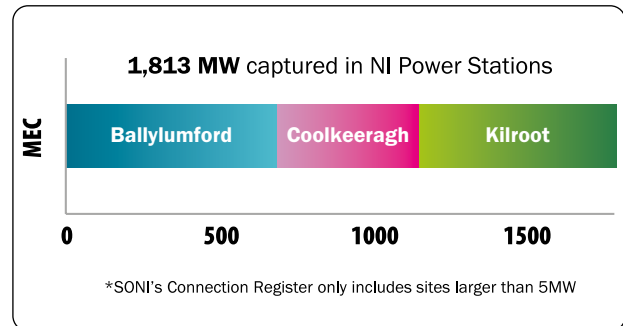 1,813 MW captured in NI Power Stations
MEC
Ballylumford Coolkeeragh Kilroot
0 500 1000 1500
*SONI's Connection Register only includes sites larger than 5MW